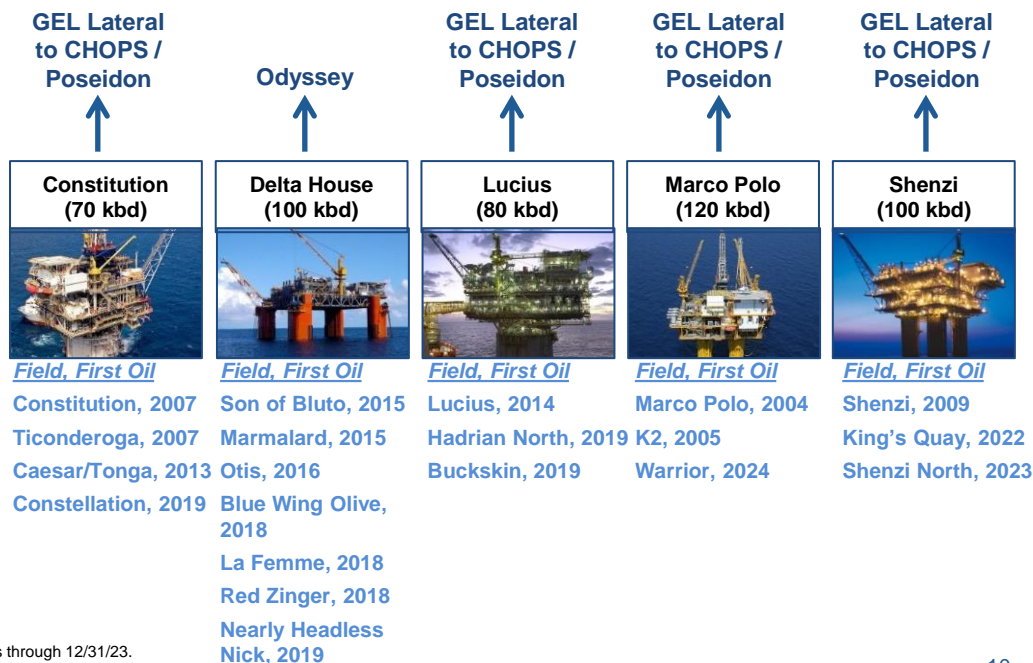 GEL Lateral
to CHOPS /
Poseidon
Odyssey
GEL Lateral
to CHOPS /
Poseidon
GEL Lateral
to CHOPS /
Poseidon
GEL Lateral
to CHOPS /
Poseidon
Constitution
(70 kbd)
Delta House
(100 kbd)
Lucius
(80 kbd)
Marco Polo
(120 kbd)
Shenzi
(100 kbd)
Field, First Oil
Constitution, 2007
Ticonderoga, 2007
Caesar/Tonga, 2013
Constellation, 2019
Field, First Oil
Son of Bluto, 2015
Marmalard, 2015
Otis, 2016
Blue Wing Olive,
2018
La Femme, 2018
Red Zinger, 2018
Nearly Headless
Nick, 2019
Field, First Oil
Lucius, 2014
Hadrian North, 2019
Buckskin, 2019
Field, First Oil
Marco Polo, 2004
K2, 2005
Warrior, 2024
Field, First Oil
Shenzi, 2009
King's Quay, 2022
Shenzi North, 2023
s through 12/31/23.